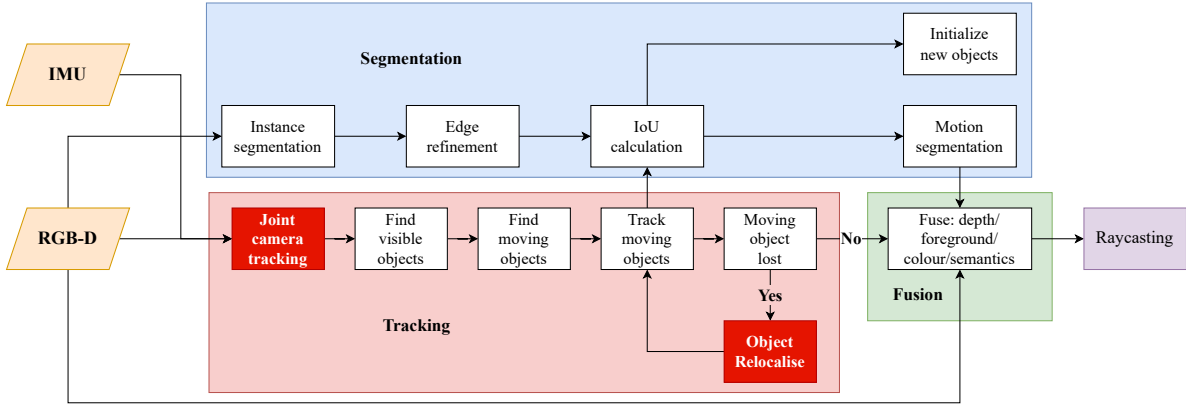 IMU
RGB-D
Segmentation
Initialize
new objects
Instance
segmentation
Edge
refinement
IoU
calculation
Motion
segmentation
Joint
camera
tracking
Find
visible
objects
Find
moving
objects
Track
moving
objects
Moving
object
lost
No
Yes
Object
Relocalise
Tracking
Fuse: depth/
foreground/
colour/semantics
Fusion
Raycasting